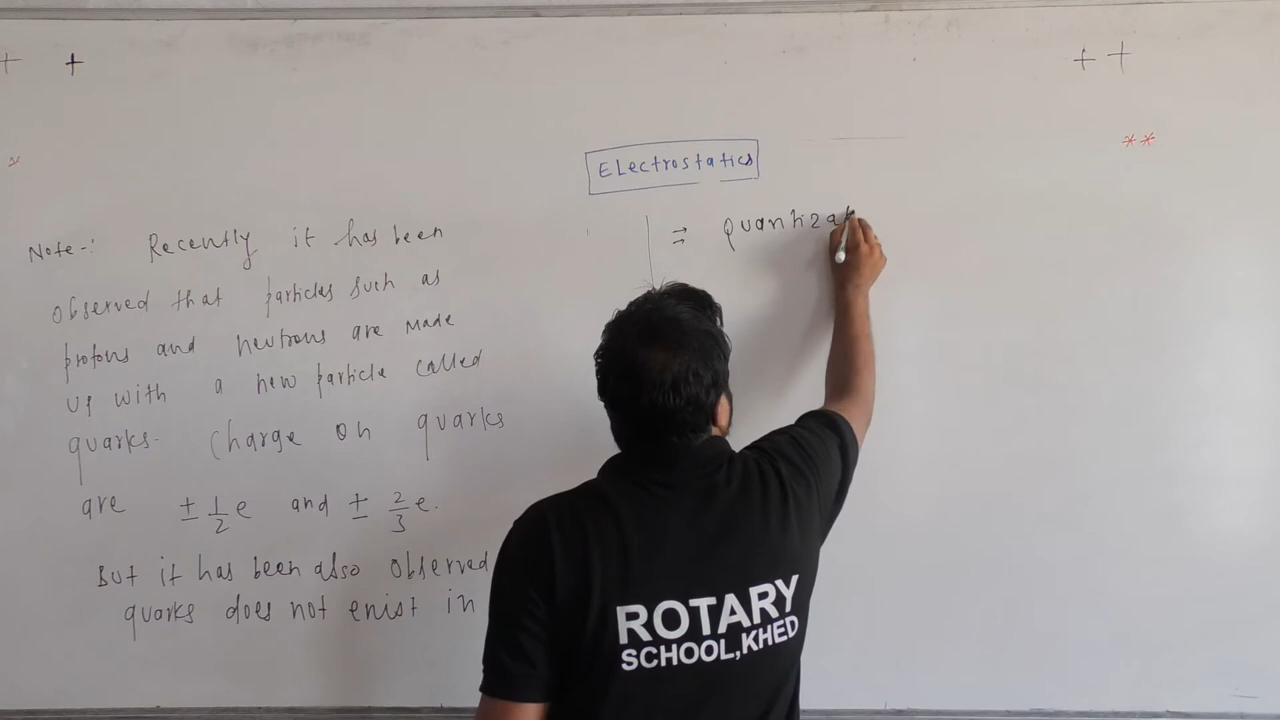 + +
+ +
*
**
Electrostatics
Note-: Recently it has been
observed that particles such as
protons and neutrons are made
up with a new particle called
quarks. Charge on quarks
are ± 1/2 e and ± 2/3 e.
But it has been also observed
quarks does not enist in
⇒ Quantizat
ROTARY
SCHOOL,KHED